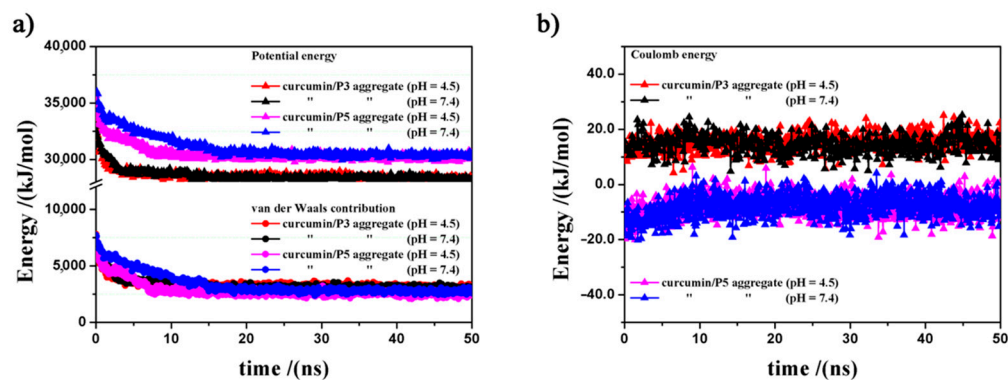 a)
Potential energy
curcumin/P3 aggregate (pH = 4.5)
" " (pH = 7.4)
curcumin/P5 aggregate (pH = 4.5)
" " (pH = 7.4)
van der Waals contribution
curcumin/P3 aggregate (pH = 4.5)
" " (pH = 7.4)
curcumin/P5 aggregate (pH = 4.5)
" " (pH = 7.4)
Energy /(kJ/mol)
40,000
35,000
30,000
10,000
5000
0
0 10 20 30 40 50
time /(ns)
b)
Coulomb energy
curcumin/P3 aggregate (pH = 4.5)
" " (pH = 7.4)
curcumin/P5 aggregate (pH = 4.5)
" " (pH = 7.4)
Energy /(kJ/mol)
40.0
20.0
0.0
−20.0
−40.0
0 10 20 30 40 50
time /(ns)